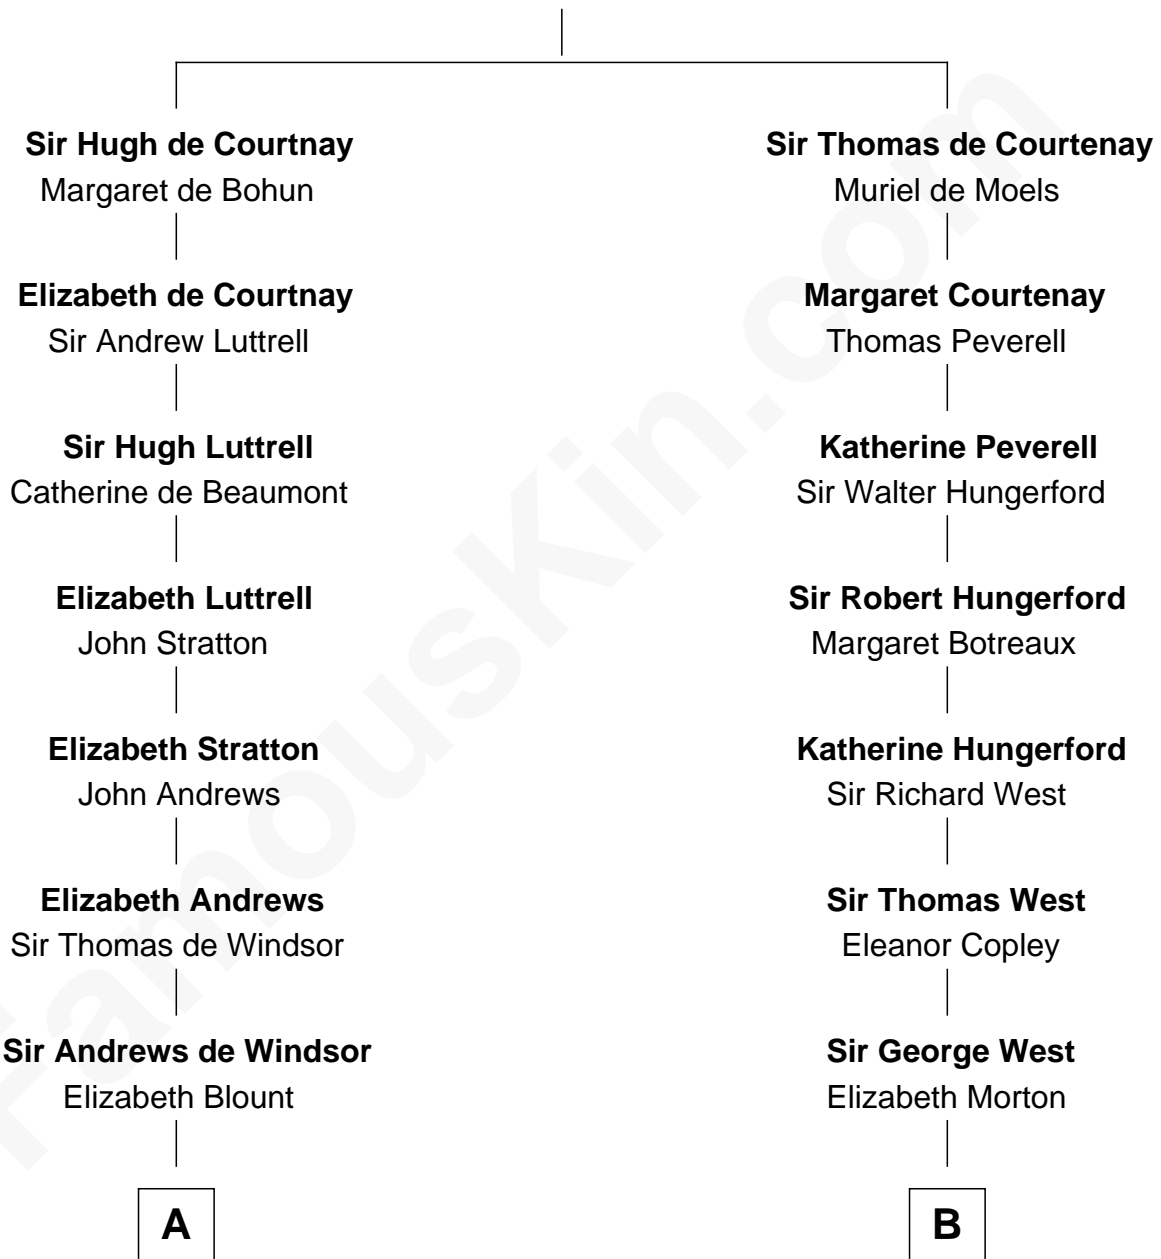 Sir Hugh de Courtnay
Margaret de Bohun
Elizabeth de Courtnay
Sir Andrew Luttrell
Sir Hugh Luttrell
Catherine de Beaumont
Elizabeth Luttrell
John Stratton
Elizabeth Stratton
John Andrews
Elizabeth Andrews
Sir Thomas de Windsor
Sir Andrews de Windsor
Elizabeth Blount
A
Sir Thomas de Courtenay
Muriel de Moels
Margaret Courtenay
Thomas Peverell
Katherine Peverell
Sir Walter Hungerford
Sir Robert Hungerford
Margaret Botreaux
Katherine Hungerford
Sir Richard West
Sir Thomas West
Eleanor Copley
Sir George West
Elizabeth Morton
B
FamousKin.com